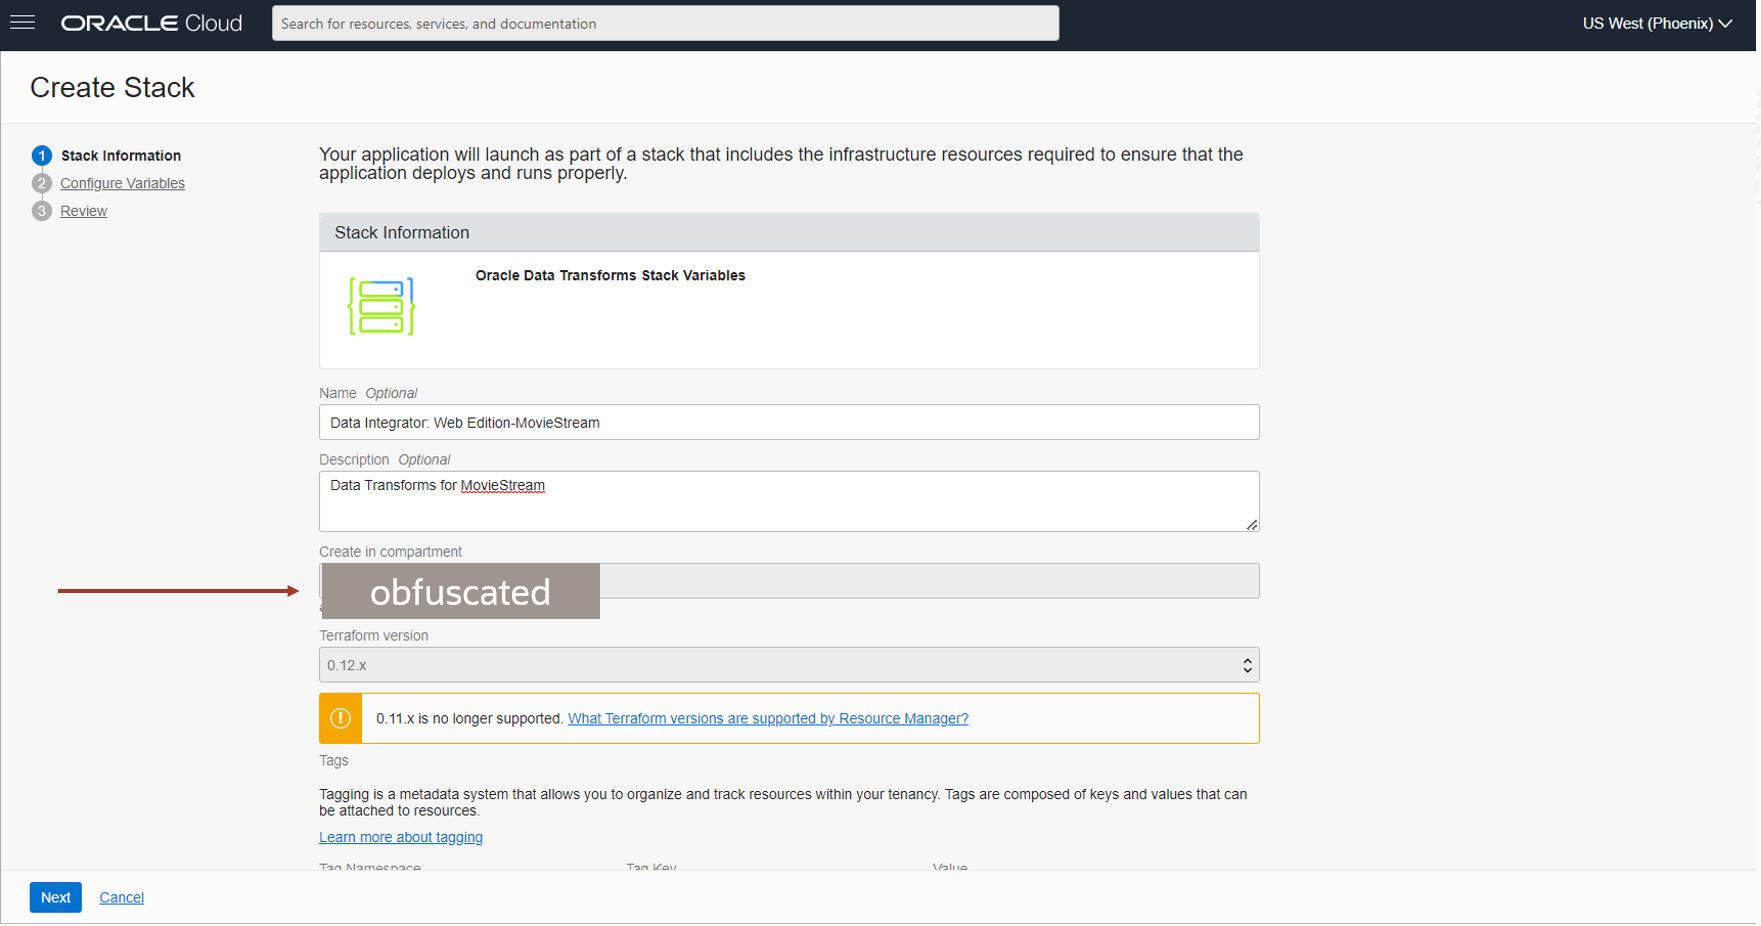 ORACLE Cloud
Search for resources, services, and documentation
US West (Phoenix)
Create Stack
1 Stack Information
2 Configure Variables
3 Review
Your application will launch as part of a stack that includes the infrastructure resources required to ensure that the
application deploys and runs properly.
Stack Information
Oracle Data Transforms Stack Variables
Name Optional
Data Integrator: Web Edition-MovieStream
Description Optional
Data Transforms for MovieStream
Create in compartment
obfuscated
Terraform version
0.12.x
0.11.x is no longer supported. What Terraform versions are supported by Resource Manager?
Tags
Tagging is a metadata system that allows you to organize and track resources within your tenancy. Tags are composed of keys and values that can
be attached to resources.
Learn more about tagging
Tag Namespace Tag Key Value
Next Cancel